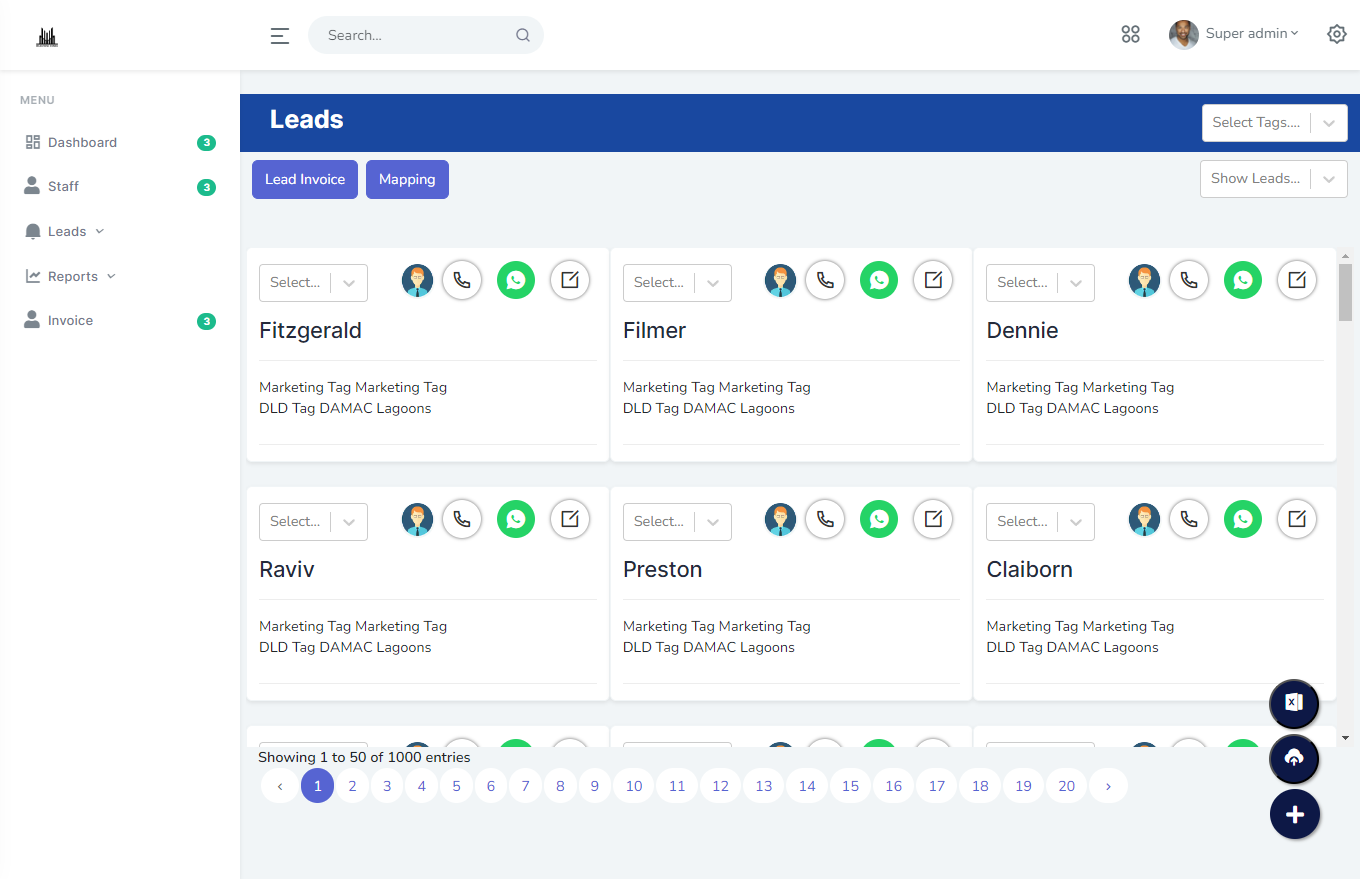 Search...
Super admin
MENU
Dashboard 3
Staff 3
Leads
Reports
Invoice 3
Leads
Select Tags....
Lead Invoice Mapping
Show Leads...
Select... Select... Select...
Fitzgerald Filmer Dennie
Marketing Tag Marketing Tag Marketing Tag Marketing Tag Marketing Tag Marketing Tag
DLD Tag DAMAC Lagoons DLD Tag DAMAC Lagoons DLD Tag DAMAC Lagoons
Select... Select... Select...
Raviv Preston Claiborn
Marketing Tag Marketing Tag Marketing Tag Marketing Tag Marketing Tag Marketing Tag
DLD Tag DAMAC Lagoons DLD Tag DAMAC Lagoons DLD Tag DAMAC Lagoons
Showing 1 to 50 of 1000 entries
‹ 1 2 3 4 5 6 7 8 9 10 11 12 13 14 15 16 17 18 19 20 ›